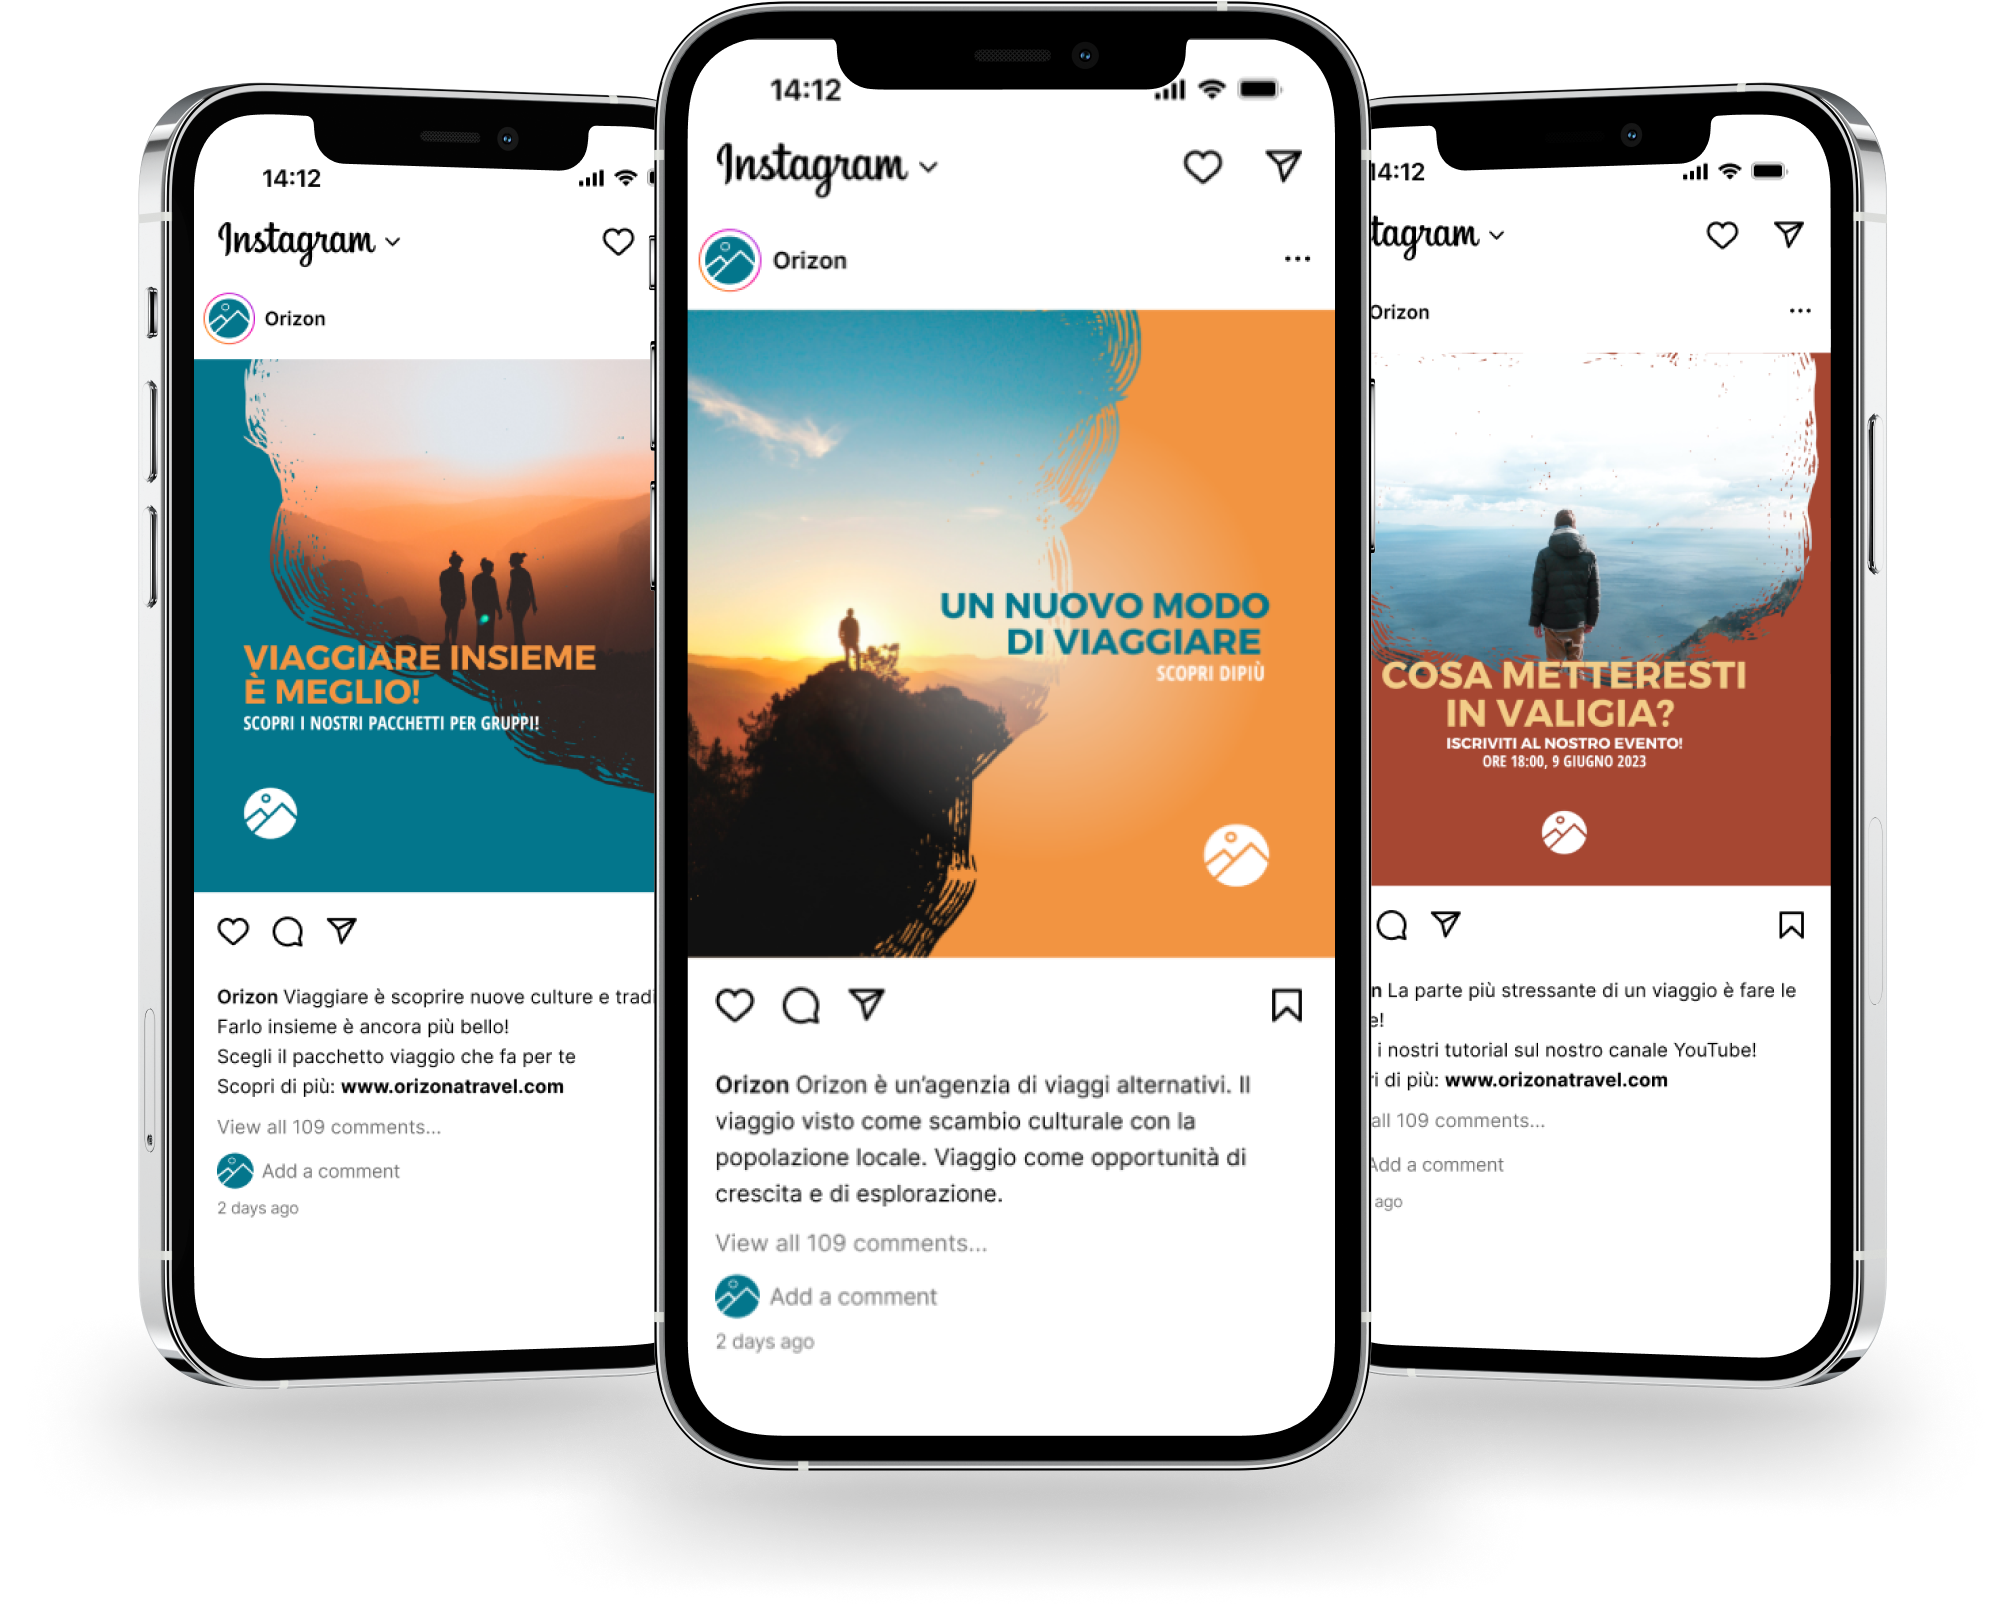 14:12
Instagram
Orizon
VIAGGIARE INSIEME
È MEGLIO!
SCOPRI I NOSTRI PACCHETTI PER GRUPPI!
Orizon Viaggiare è scoprire nuove culture e tradi
Farlo insieme è ancora più bello!
Scegli il pacchetto viaggio che fa per te
Scopri di più: www.orizonatravel.com
View all 109 comments...
Add a comment
2 days ago
14:12
Instagram
Orizon
UN NUOVO MODO
DI VIAGGIARE
SCOPRI DIPIÙ
Orizon Orizon è un'agenzia di viaggi alternativi. Il
viaggio visto come scambio culturale con la
popolazione locale. Viaggio come opportunità di
crescita e di esplorazione.
View all 109 comments...
Add a comment
2 days ago
14:12
tagram
Orizon
COSA METTERESTI
IN VALIGIA?
ISCRIVITI AL NOSTRO EVENTO!
ORE 18:00, 9 GIUGNO 2023
n La parte più stressante di un viaggio è fare le
e!
i nostri tutorial sul nostro canale YouTube!
ri di più: www.orizonatravel.com
all 109 comments...
Add a comment
ago